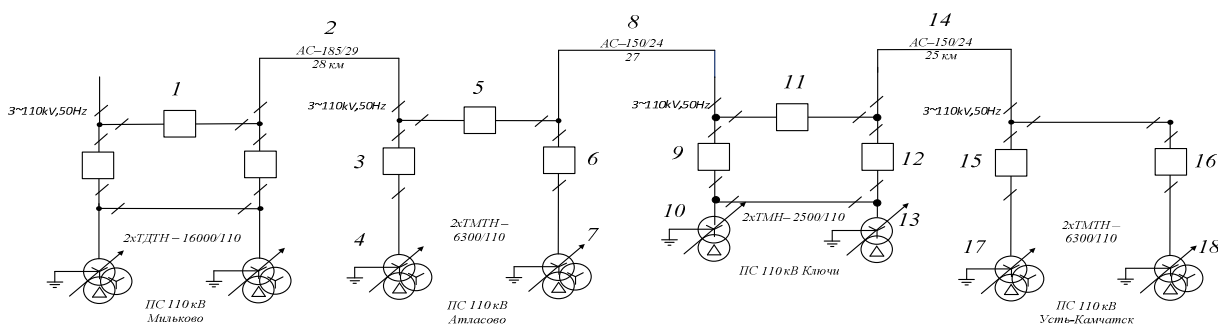 2
АС–185/29
28 км
8
АС–150/24
27
14
АС–150/24
25 км
1
3~110kV,50Hz
3~110kV,50Hz
5
3~110kV,50Hz
11
3~110kV,50Hz
3
6
9
12
15
16
4
7
10
13
17
18
2хТДТН – 16000/110
2хТМТН –
6300/110
2хТМН– 2500/110
2хТМТН –
6300/110
ПС 110 кВ
Мильково
ПС 110 кВ
Атласово
ПС 110 кВ Ключи
ПС 110 кВ
Усть-Камчатск